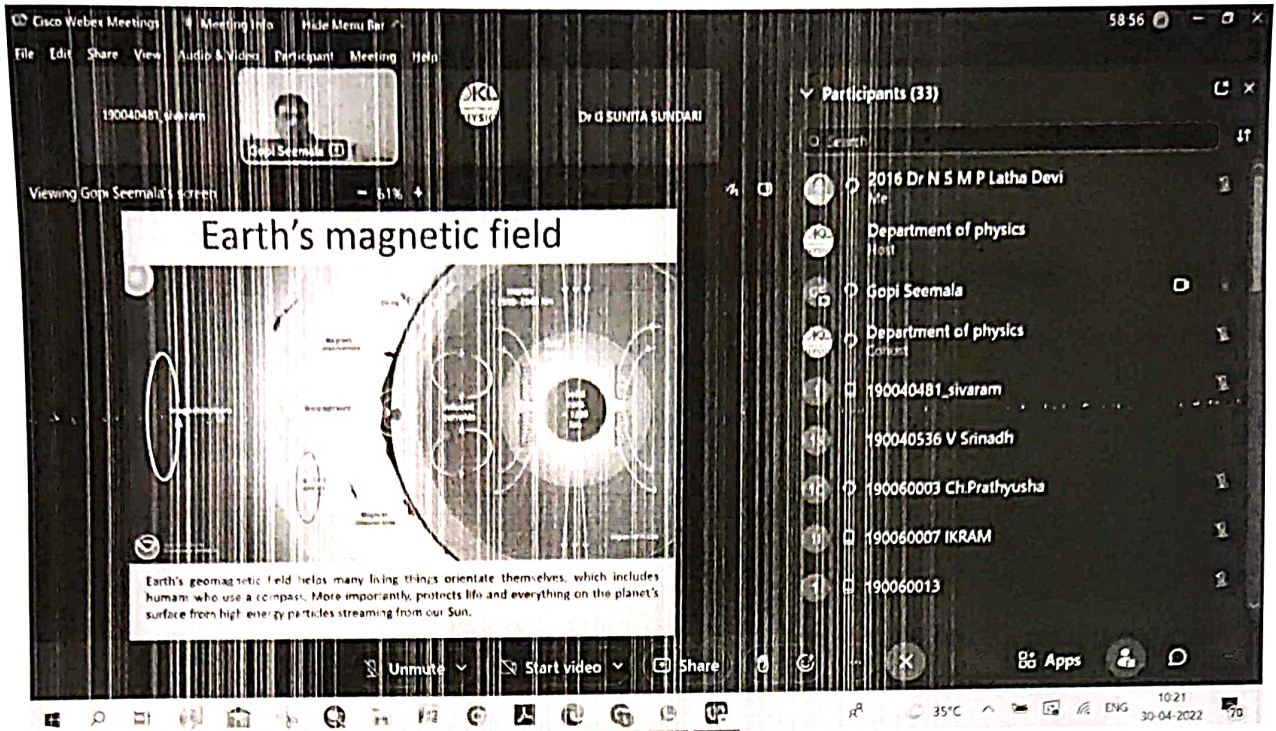 Cisco Webex Meetings Meeting Info Hide Menu Bar
58:56
File Edit Share View Audio & Video Participant Meeting Help
190040481_sivaram
Gopi Seemala
Dr G SUNITA SUNDARI
Viewing Gopi Seemala's screen
61%
Earth's magnetic field
Earth's geomagnetic field helps many living things orientate themselves, which includes
humans who use a compass. More importantly, protects life and everything on the planet's
surface from high energy particles streaming from our Sun.
Unmute Start video Share
Participants (33)
Search
2016 Dr N S M P Latha Devi
Me
Department of physics
Host
Gopi Seemala
Department of physics
Cohost
190040481_sivaram
190040536 V Srinadh
190060003 Ch.Prathyusha
190060007 IKRAM
190060013
Apps
35°C ENG
10:21
30-04-2022